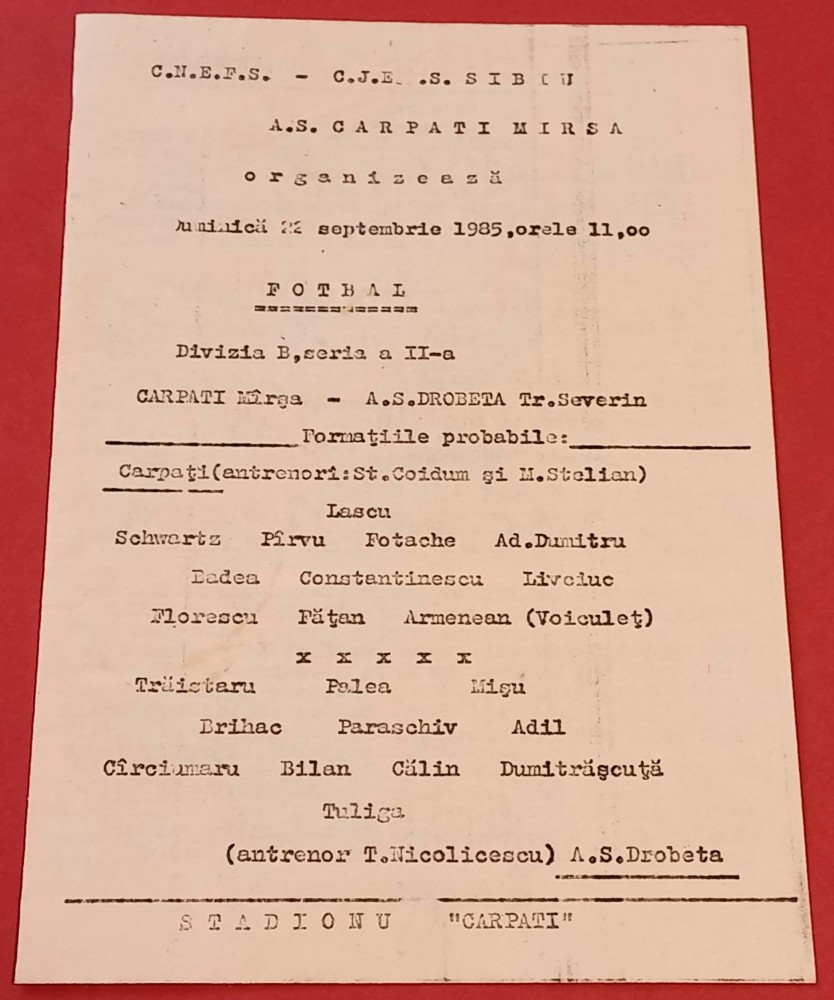 C.N.E.F.S. - C.J.E. .S. SIBIU
A.S. CARPATI MIRSA
organizează
Duminică 22 septembrie 1985,orele 11,oo
FOTBAL
Divizia B,seria a II-a
CARPATI Mîrşa - A.S.DROBETA Tr.Severin
Formaţiile probabile:
Carpaţi(antrenori:St.Coidum şi M.Stelian)
Lascu
Schwartz Pîrvu Fotache Ad.Dumitru
Badea Constantinescu Livciuc
Florescu Făţan Armenean (Voiculeţ)
x x x x x
Trăistaru Palea Mişu
Brihac Paraschiv Adil
Cîrciumaru Bilan Călin Dumitrăşcuţă
Tuliga
(antrenor T.Nicolicescu) A.S.Drobeta
STADIONU "CARPATI"